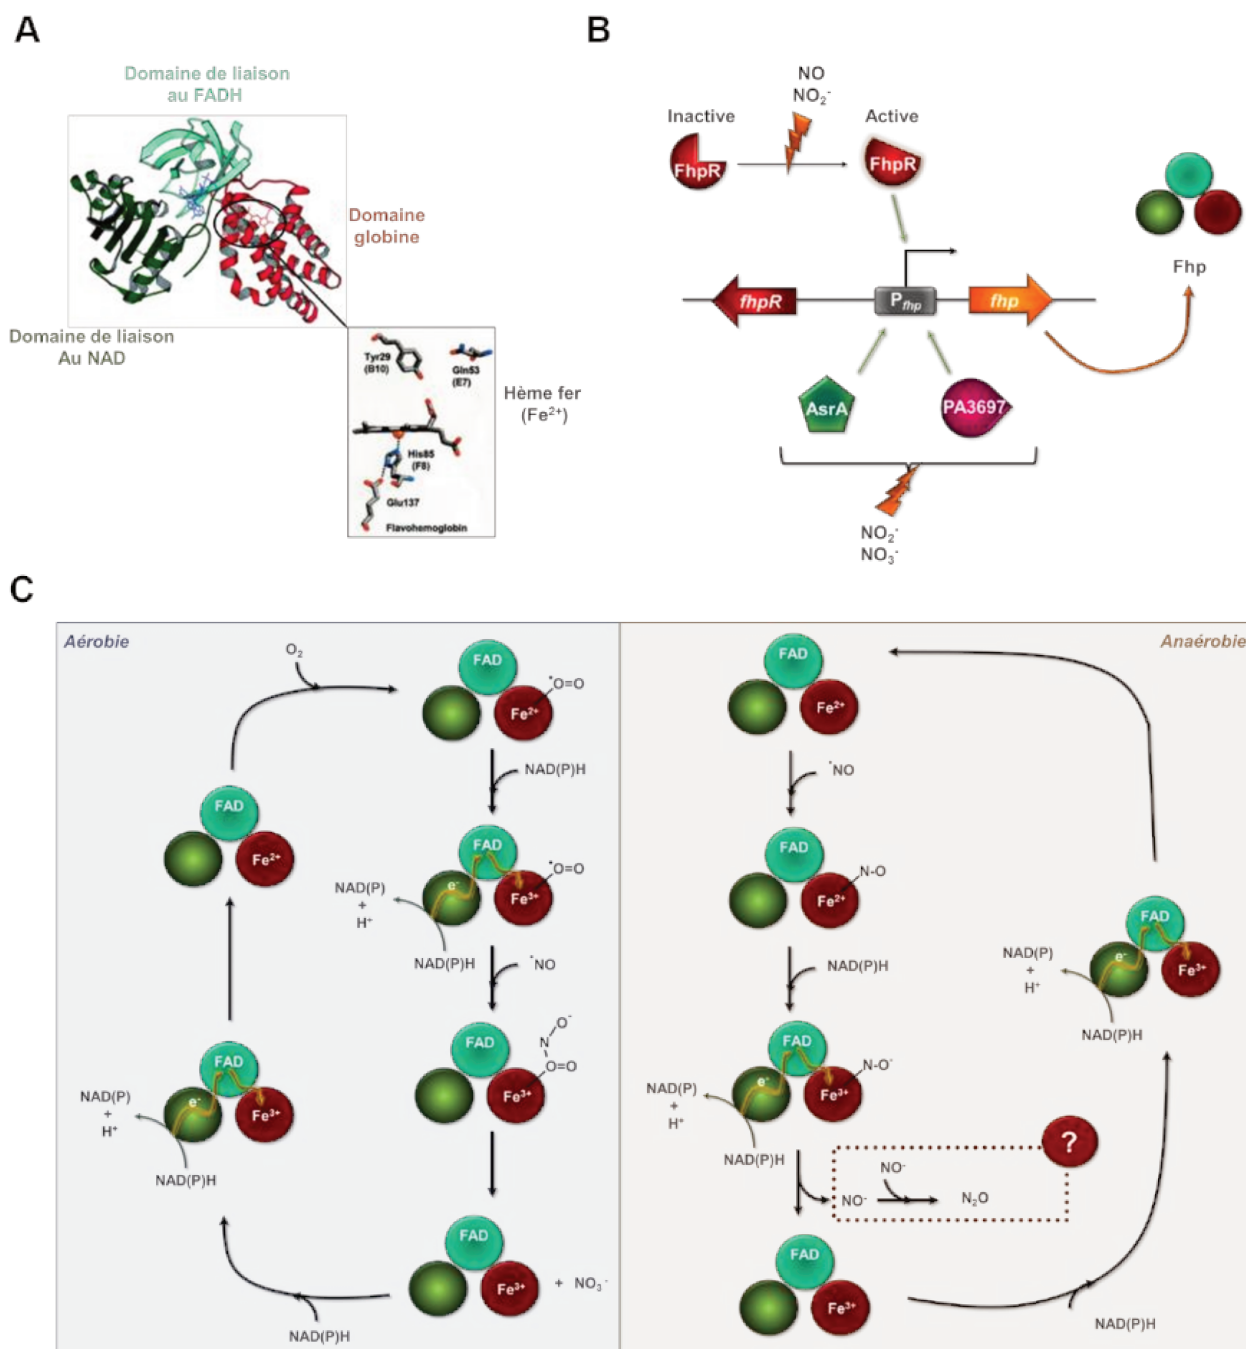 A
Domaine de liaison
au FADH
Domaine
globine
Domaine de liaison
Au NAD
Tyr29
(B10)
Gln53
(E7)
His85
(F8)
Glu137
Flavohemoglobin
Hème fer
(Fe²⁺)
B
NO
NO₂⁻
Inactive
Active
FhpR
FhpR
Fhp
fhpR
P_fhp
fhp
AsrA
PA3697
NO₂⁻
NO₃⁻
C
Aérobie
O₂
FAD
Fe²⁺
•O=O
NAD(P)H
FAD
Fe²⁺
FAD
e⁻
Fe³⁺
•O=O
NAD(P)
+
H⁺
NAD(P)H
•NO
O⁻
N
O=O
FAD
Fe³⁺
FAD
e⁻
Fe³⁺
NAD(P)
+
H⁺
NAD(P)H
FAD
Fe³⁺
+ NO₃⁻
NAD(P)H
Anaérobie
FAD
Fe²⁺
•NO
FAD
Fe²⁺
N-O
NAD(P)H
FAD
e⁻
Fe³⁺
N-O⁻
NAD(P)
+
H⁺
NAD(P)H
?
NO⁻
NO⁻
N₂O
FAD
Fe³⁺
NAD(P)H
FAD
e⁻
Fe³⁺
NAD(P)
+
H⁺
NAD(P)H